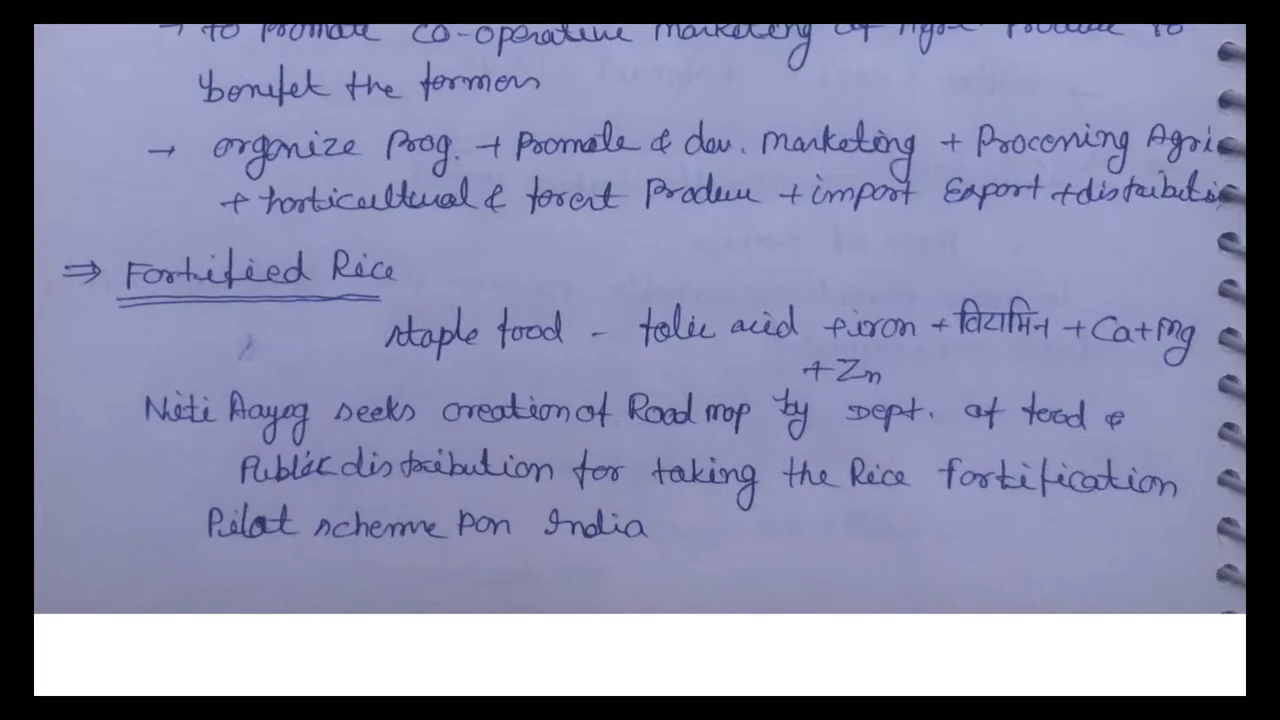 → to promote co-operative marketing of Agri. Produce to
benefit the farmers
→ organize Prog. + Promote & dev. marketing + Processing Agri
+ horticultural & forest Produce + import Export + distributio
⇒ Fortified Rice
staple food - folic acid + iron + विटामिन + Ca + Mg
+ Zn
Niti Aayog seeks creation of Road map by Dept. of food &
Public distribution for taking the Rice fortification
Pilot scheme pan India